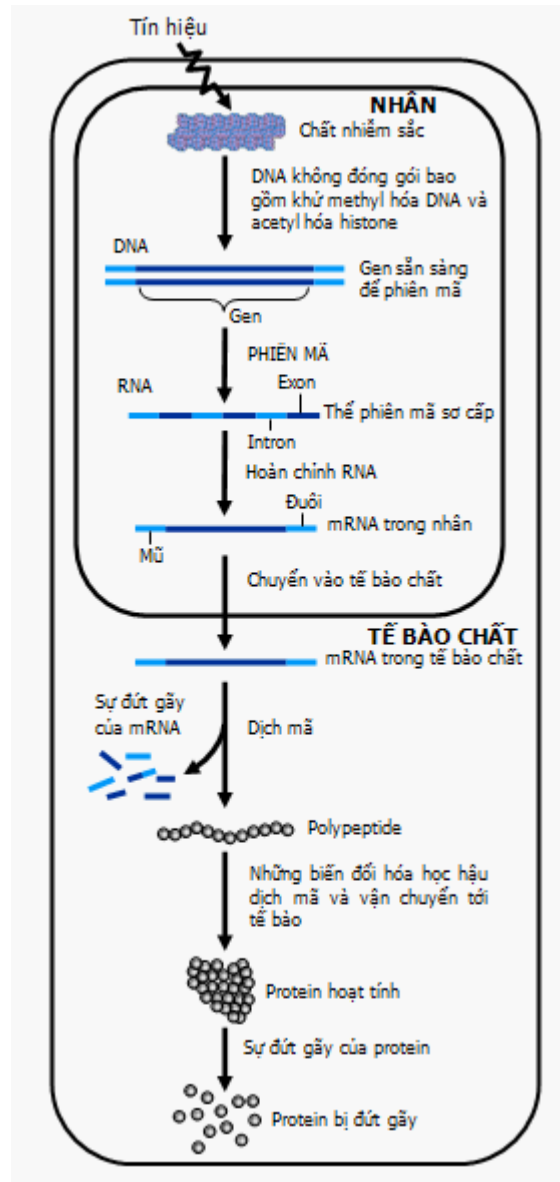 Tín hiệu
NHÂN
Chất nhiễm sắc
DNA không đóng gói bao
gồm khử methyl hóa DNA và
acetyl hóa histone
DNA
Gen sẵn sàng
để phiên mã
Gen
PHIÊN MÃ
RNA
Exon
Thể phiên mã sơ cấp
Intron
Hoàn chỉnh RNA
Đuôi
mRNA trong nhân
Mũ
Chuyển vào tế bào chất
TẾ BÀO CHẤT
mRNA trong tế bào chất
Sự đứt gãy
của mRNA
Dịch mã
Polypeptide
Những biến đổi hóa học hậu
dịch mã và vận chuyển tới
tế bào
Protein hoạt tính
Sự đứt gãy của protein
Protein bị đứt gãy